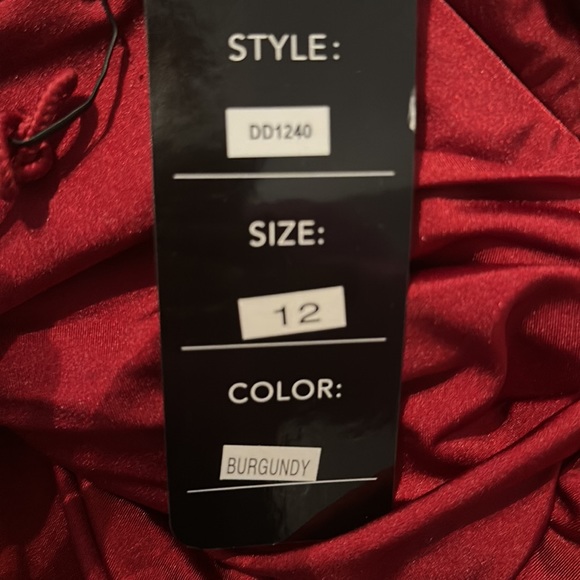 STYLE:
DD1240
SIZE:
12
COLOR:
BURGUNDY